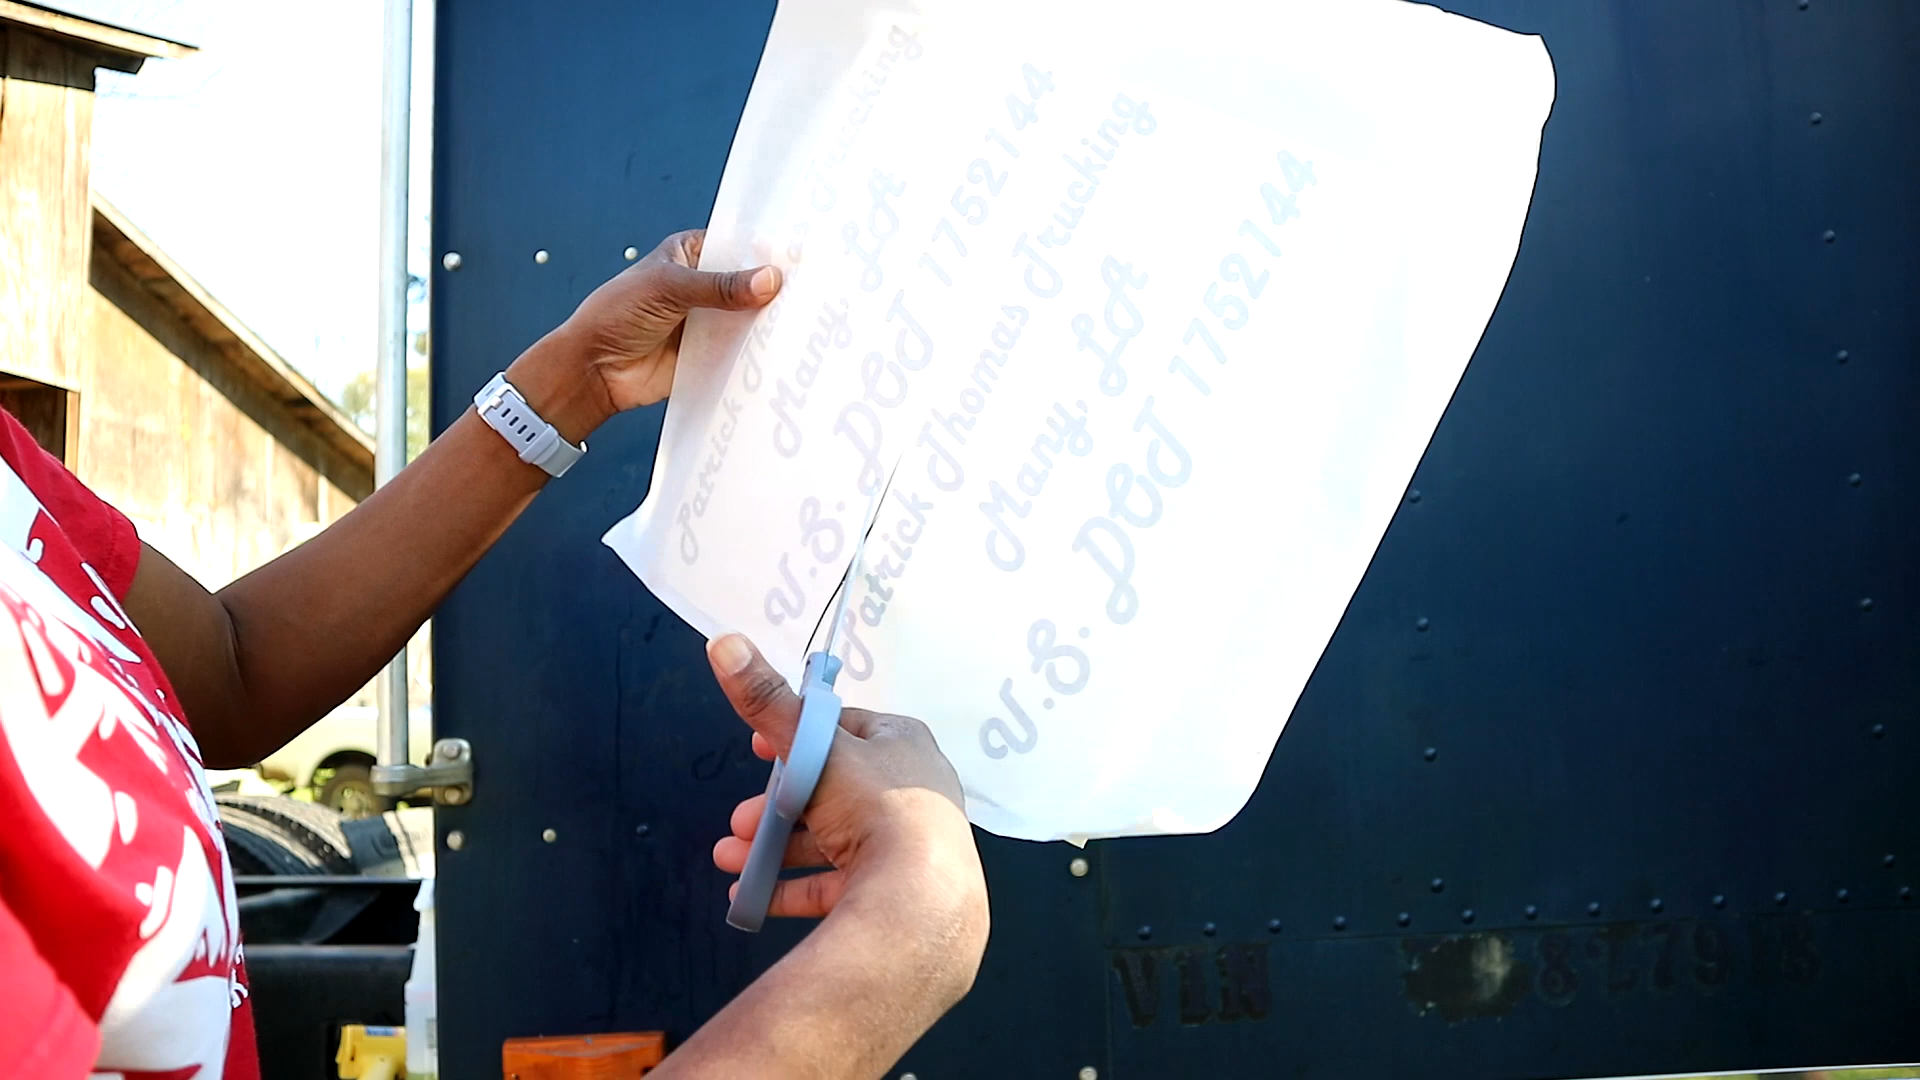 Patrick Thomas Trucking
Many, LA
U.S. DOT 1752144
Patrick Thomas Trucking
Many, LA
U.S. DOT 1752144
VIN